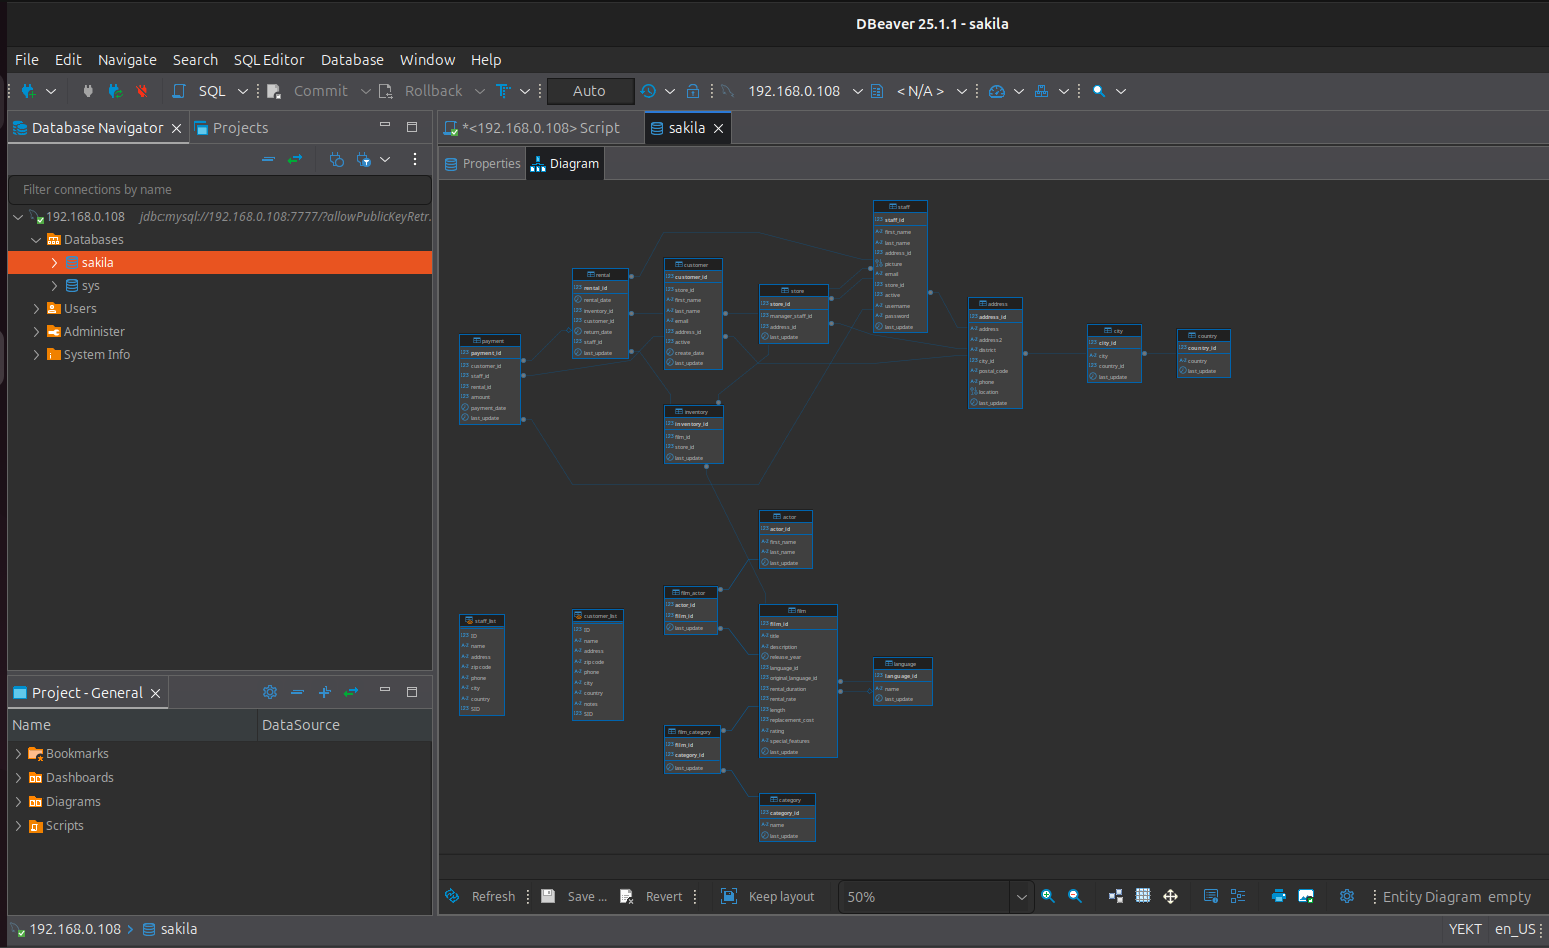 DBeaver 25.1.1 - sakila
File Edit Navigate Search SQL Editor Database Window Help
SQL Commit Rollback Auto 192.168.0.108 < N/A >
Database Navigator Projects
Filter connections by name
192.168.0.108 jdbc:mysql://192.168.0.108:7777/?allowPublicKeyRetr.
Databases
sakila
sys
Users
Administer
System Info
Project - General
Name DataSource
Bookmarks
Dashboards
Diagrams
Scripts
*<192.168.0.108> Script sakila
Properties Diagram
staff
staff_id
first_name
last_name
address_id
picture
email
store_id
active
username
password
last_update
rental
rental_id
rental_date
inventory_id
customer_id
return_date
staff_id
last_update
customer
customer_id
store_id
first_name
last_name
email
address_id
active
create_date
last_update
store
store_id
manager_staff_id
address_id
last_update
address
address_id
address
address2
district
city_id
postal_code
phone
location
last_update
city
city_id
city
country_id
last_update
country
country_id
country
last_update
payment
payment_id
customer_id
staff_id
rental_id
amount
payment_date
last_update
inventory
inventory_id
film_id
store_id
last_update
actor
actor_id
first_name
last_name
last_update
film_actor
actor_id
film_id
last_update
staff_list
ID
name
address
zip code
phone
city
country
SID
customer_list
ID
name
address
zip code
phone
city
country
notes
SID
film
film_id
title
description
release_year
language_id
original_language_id
rental_duration
rental_rate
length
replacement_cost
rating
special_features
last_update
language
language_id
name
last_update
film_category
film_id
category_id
last_update
category
category_id
name
last_update
Refresh Save ... Revert Keep layout 50% Entity Diagram empty
192.168.0.108 sakila YEKT en_US